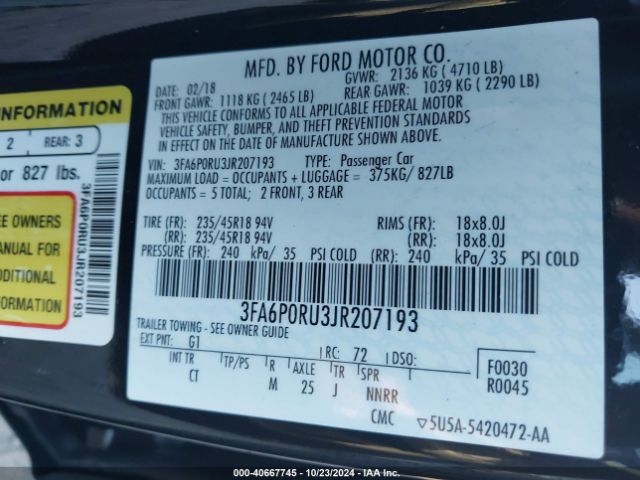 MFD. BY FORD MOTOR CO.
DATE: 02/18 GVWR: 2136 KG ( 4710 LB)
FRONT GAWR: 1118 KG ( 2465 LB) REAR GAWR: 1039 KG ( 2290 LB)
THIS VEHICLE CONFORMS TO ALL APPLICABLE FEDERAL MOTOR
VEHICLE SAFETY, BUMPER, AND THEFT PREVENTION STANDARDS
IN EFFECT ON THE DATE OF MANUFACTURE SHOWN ABOVE.
VIN: 3FA6P0RU3JR207193 TYPE: Passenger Car
MAXIMUM LOAD = OCCUPANTS + LUGGAGE = 375KG/ 827LB
OCCUPANTS = 5 TOTAL; 2 FRONT, 3 REAR
TIRE (FR): 235/45R18 94V RIMS (FR): 18x8.0J
(RR): 235/45R18 94V (RR): 18x8.0J
PRESSURE (FR): 240 kPa/ 35 PSI COLD (RR): 240 kPa/ 35 PSI COLD
3FA6P0RU3JR207193
TRAILER TOWING - SEE OWNER GUIDE
EXT PNT: G1 RC: 72 DSO:
INT TR TP/PS R AXLE TR SPR F0030
CT M 25 J NNRR R0045
CMC 5U5A-5420472-AA
INFORMATION
2 REAR: 3
or 827 lbs.
EE OWNERS
MANUAL FOR
ADDITIONAL
INFORMATION
3FA6P0RU3JR207193
000-40667745 - 10/23/2024 - IAA Inc.